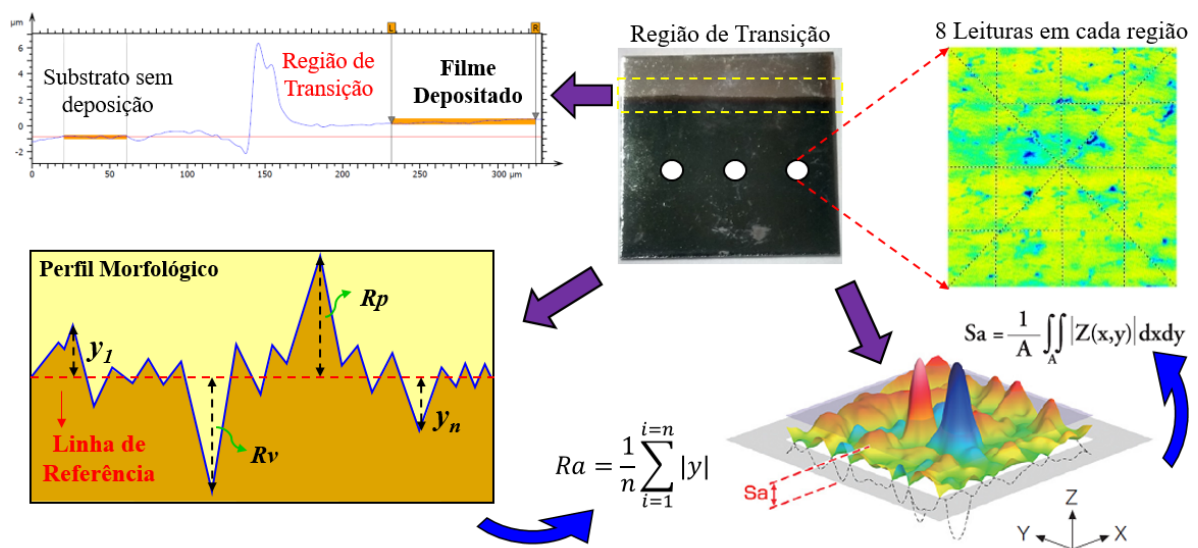 µm
L
R
6
4
2
0
-2
Substrato sem
deposição
Região de
Transição
Filme
Depositado
0
50
100
150
200
250
300 µm
Região de Transição
8 Leituras em cada região
Perfil Morfológico
Rp
y1
yn
Rv
Linha de
Referência
Ra = 1/n ∑ i=1 i=n |y|
Sa = 1/A ∬A |Z(x,y)| dxdy
Sa
Z
Y
X